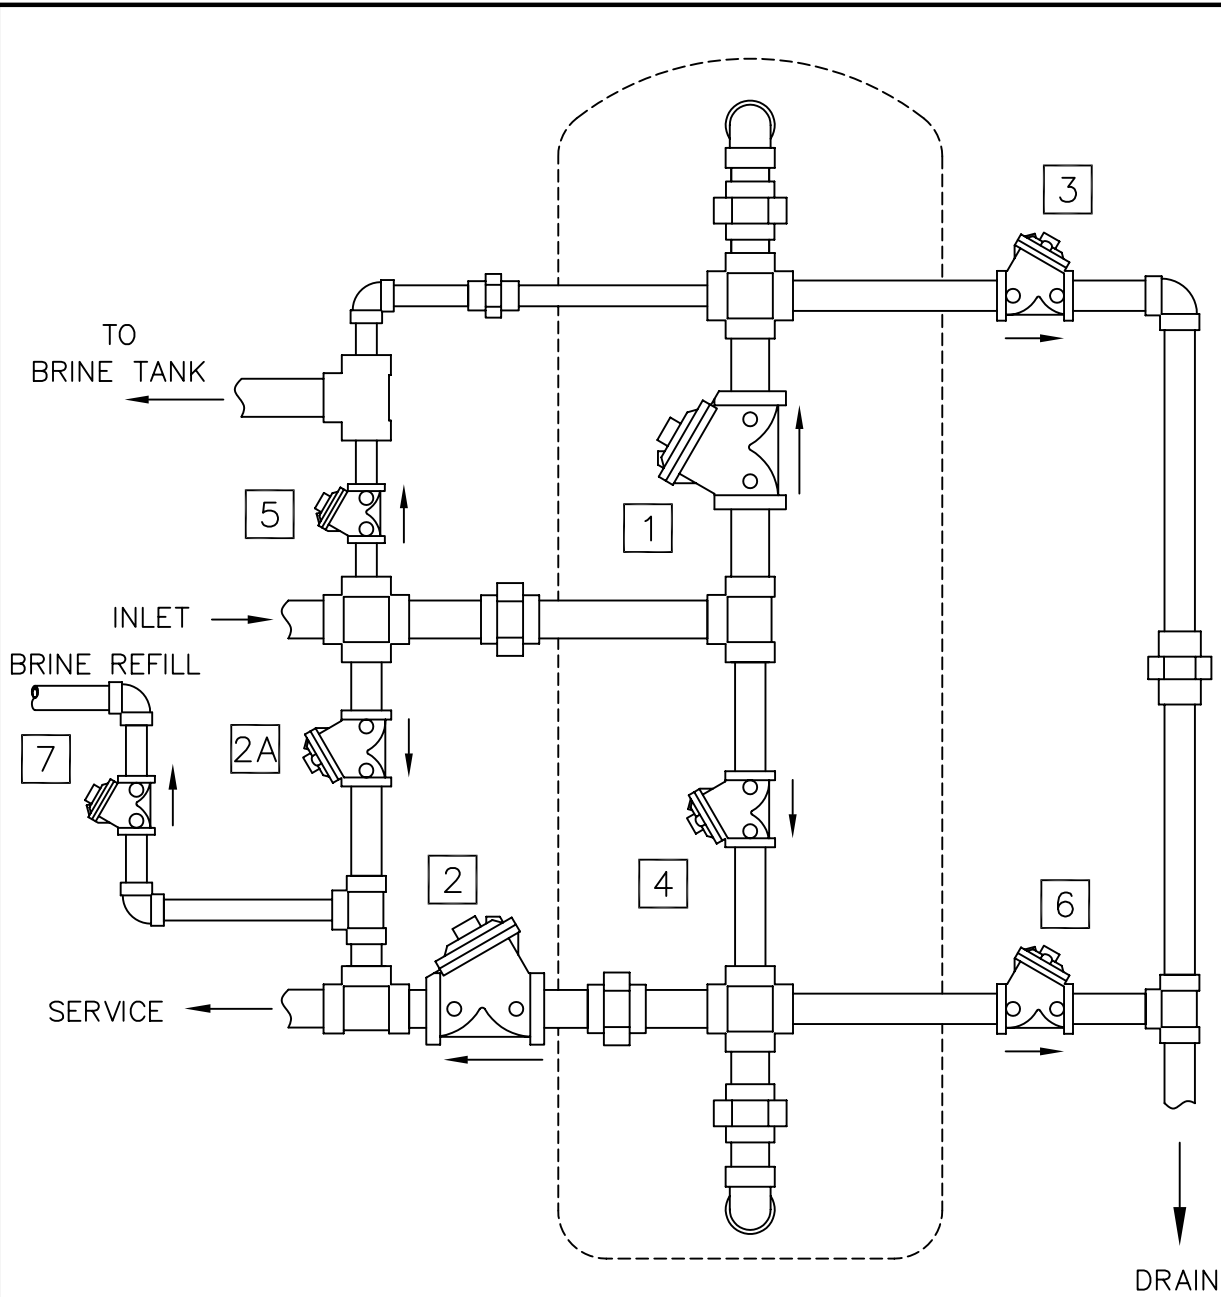 3
TO
BRINE TANK
5
1
INLET
BRINE REFILL
7
2A
2
4
6
SERVICE
DRAIN